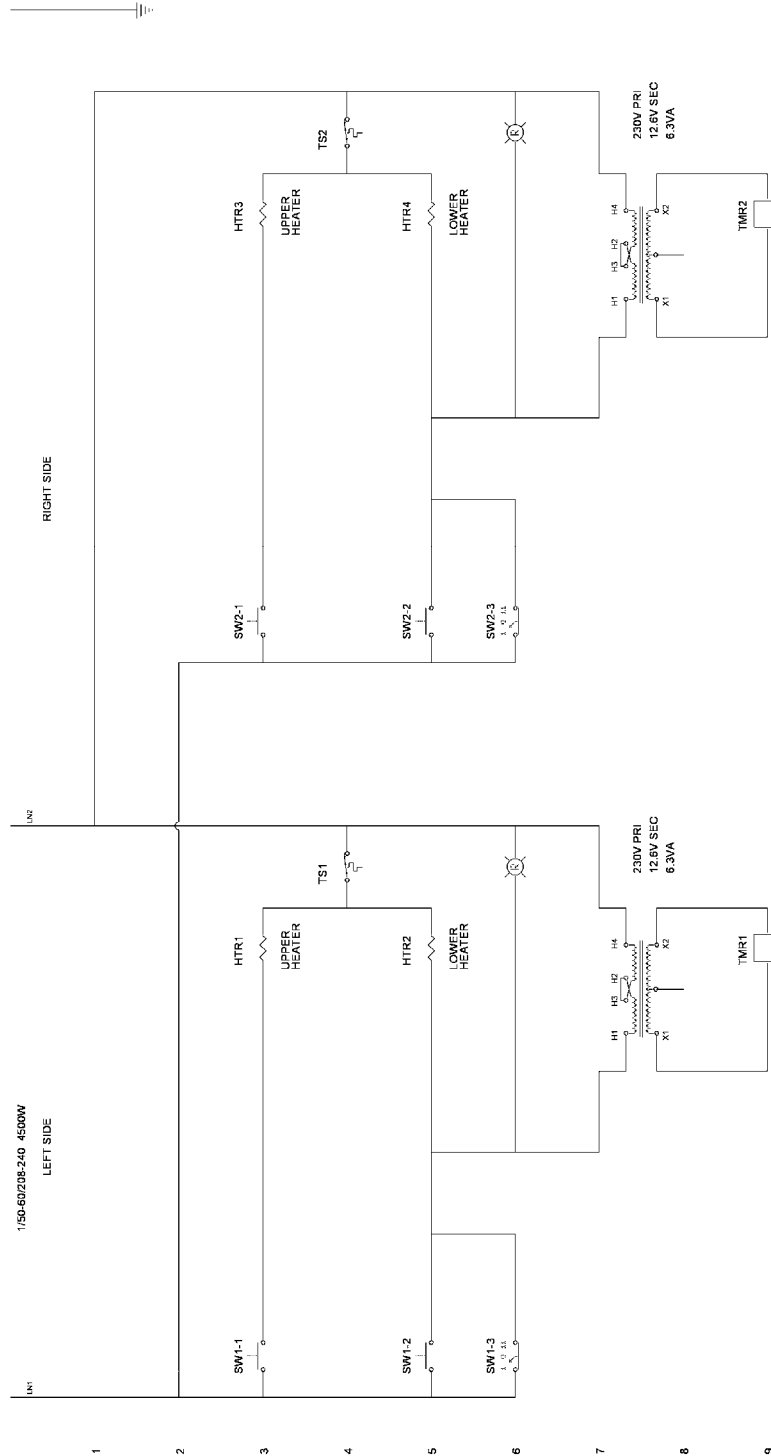 1/50-60/208-240 4500W
LEFT SIDE
RIGHT SIDE
LN1
LN2
1
2
3
4
5
6
7
8
9
SW1-1
HTR1
UPPER
HEATER
TS1
SW1-2
HTR2
LOWER
HEATER
SW1-3
R
H1
H3
H2
H4
X1
X2
230V PRI
12.6V SEC
6.3VA
TMR1
SW2-1
HTR3
UPPER
HEATER
TS2
SW2-2
HTR4
LOWER
HEATER
SW2-3
R
H1
H3
H2
H4
X1
X2
230V PRI
12.6V SEC
6.3VA
TMR2